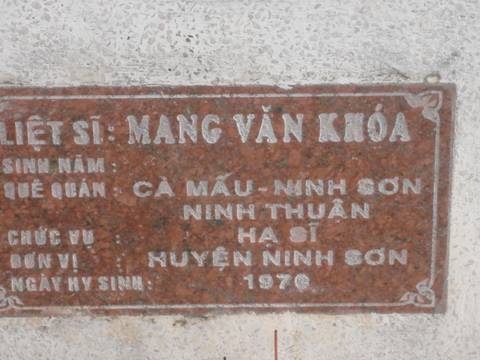 LIỆT SĨ : MANG VĂN KHÓA
SINH NĂM :
QUÊ QUÁN : CÀ MẤU - NINH SƠN
NINH THUẬN
CHỨC VỤ : HẠ SĨ
ĐƠN VỊ : HUYỆN NINH SƠN
NGÀY HY SINH : 1970